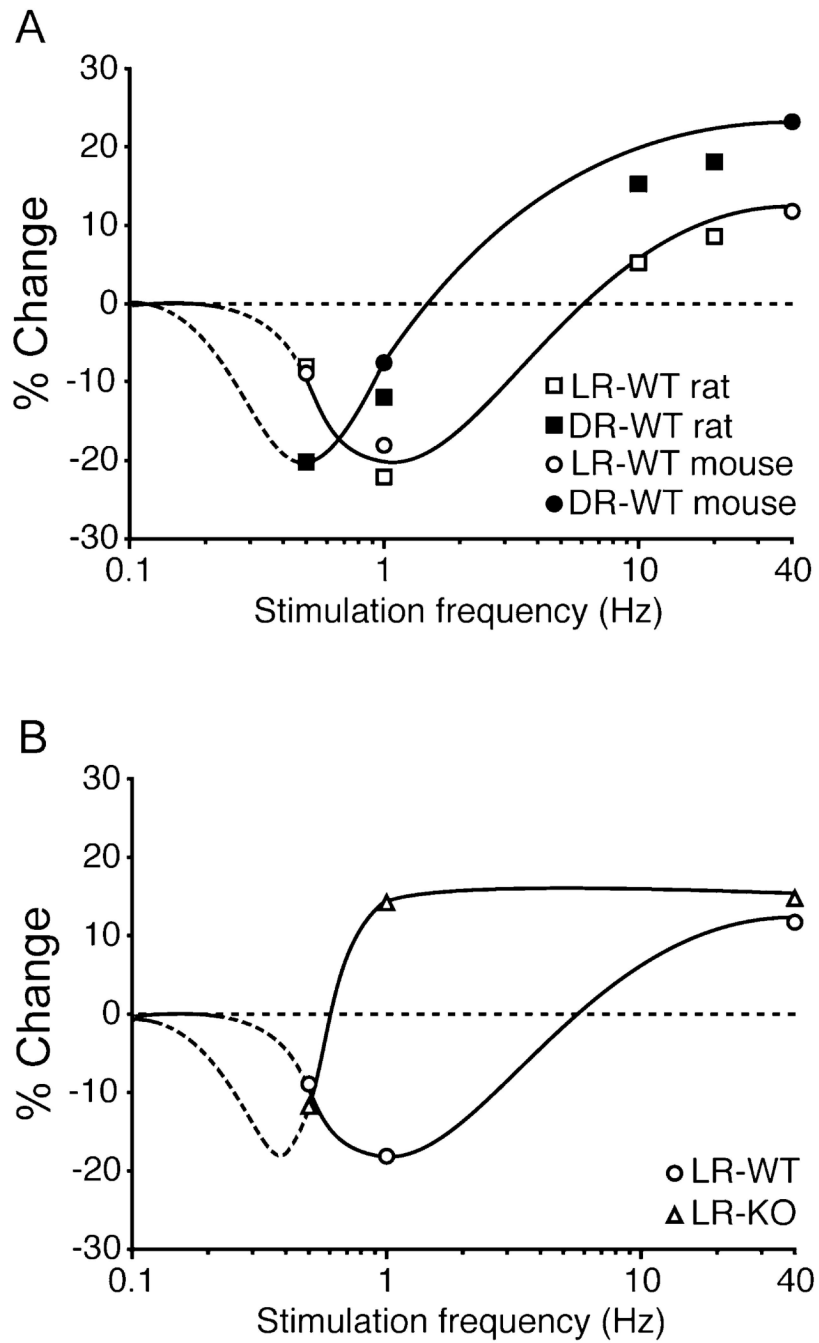 A
30
20
10
0
-10
-20
-30
% Change
LR-WT rat
DR-WT rat
LR-WT mouse
DR-WT mouse
0.1 1 10 40
Stimulation frequency (Hz)
B
30
20
10
0
-10
-20
-30
% Change
LR-WT
LR-KO
0.1 1 10 40
Stimulation frequency (Hz)